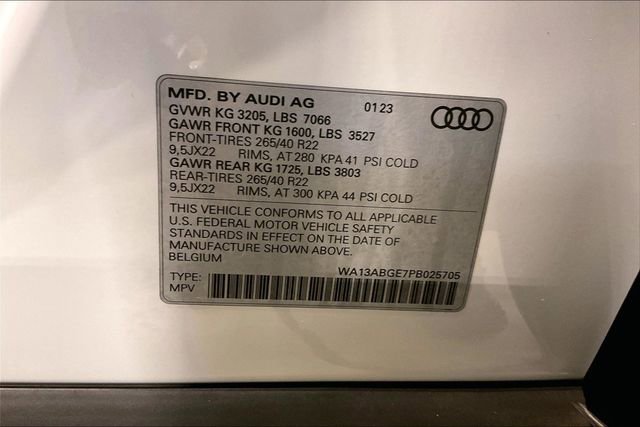 MFD. BY AUDI AG 0123
GVWR KG 3205, LBS 7066
GAWR FRONT KG 1600, LBS 3527
FRONT-TIRES 265/40 R22
9,5JX22 RIMS, AT 280 KPA 41 PSI COLD
GAWR REAR KG 1725, LBS 3803
REAR-TIRES 265/40 R22
9,5JX22 RIMS, AT 300 KPA 44 PSI COLD
THIS VEHICLE CONFORMS TO ALL APPLICABLE
U.S. FEDERAL MOTOR VEHICLE SAFETY
STANDARDS IN EFFECT ON THE DATE OF
MANUFACTURE SHOWN ABOVE.
BELGIUM
WA13ABGE7PB025705
TYPE:
MPV